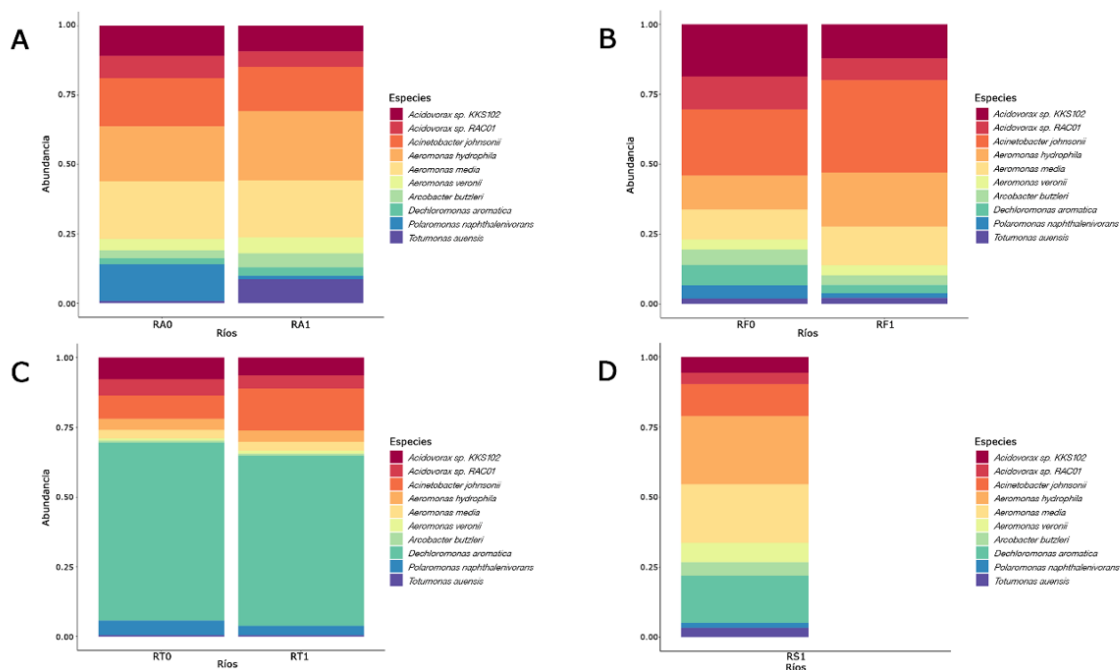 A
Abundancia
1.00
0.75
0.50
0.25
0.00
RA0
RA1
Ríos
Especies
Acidovorax sp. KKS102
Acidovorax sp. RAC01
Acinetobacter johnsonii
Aeromonas hydrophila
Aeromonas media
Aeromonas veronii
Arcobacter butzleri
Dechloromonas aromatica
Polaromonas naphthalenivorans
Totumonas auensis
B
Abundancia
1.00
0.75
0.50
0.25
0.00
RF0
RF1
Ríos
Especies
Acidovorax sp. KKS102
Acidovorax sp. RAC01
Acinetobacter johnsonii
Aeromonas hydrophila
Aeromonas media
Aeromonas veronii
Arcobacter butzleri
Dechloromonas aromatica
Polaromonas naphthalenivorans
Totumonas auensis
C
Abundancia
1.00
0.75
0.50
0.25
0.00
RT0
RT1
Ríos
Especies
Acidovorax sp. KKS102
Acidovorax sp. RAC01
Acinetobacter johnsonii
Aeromonas hydrophila
Aeromonas media
Aeromonas veronii
Arcobacter butzleri
Dechloromonas aromatica
Polaromonas naphthalenivorans
Totumonas auensis
D
Abundancia
1.00
0.75
0.50
0.25
0.00
RS1
Ríos
Especies
Acidovorax sp. KKS102
Acidovorax sp. RAC01
Acinetobacter johnsonii
Aeromonas hydrophila
Aeromonas media
Aeromonas veronii
Arcobacter butzleri
Dechloromonas aromatica
Polaromonas naphthalenivorans
Totumonas auensis